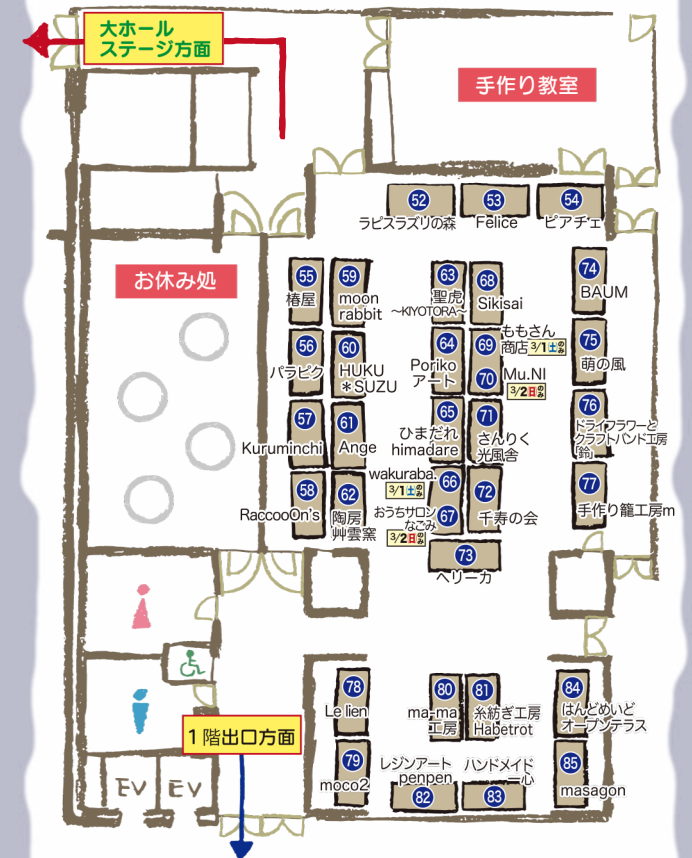 大ホール
ステージ方面
手作り教室
52
ラピスラズリの森
53
Felice
54
ピアチェ
お休み処
55
椿屋
59
moon
rabbit
63
聖虎
～KIYOTORA～
68
Sikisai
74
BAUM
56
パラピク
60
HUKU
＊SUZU
64
Poriko
アート
69
ももさん
商店 3/1土のみ
70
Mu.NI
3/2日のみ
75
萌の風
57
Kuruminchi
61
Ange
65
ひまだれ
himadare
71
さんりく
光風舎
76
ドライフラワーと
クラフトバンド工房
「鈴」
58
RaccooOn's
62
陶房
艸雲窯
wakuraba.
66
3/1土のみ
おうちサロン
なごみ
67
3/2日のみ
72
千寿の会
77
手作り籠工房m
73
ヘリーカ
78
Le lien
80
ma-ma
工房
81
糸紡ぎ工房
Habetrot
84
はんどめいど
オープンテラス
1階出口方面
79
moco2
レジンアート
penpen
82
ハンドメイド
一心
83
85
masagon
EV
EV